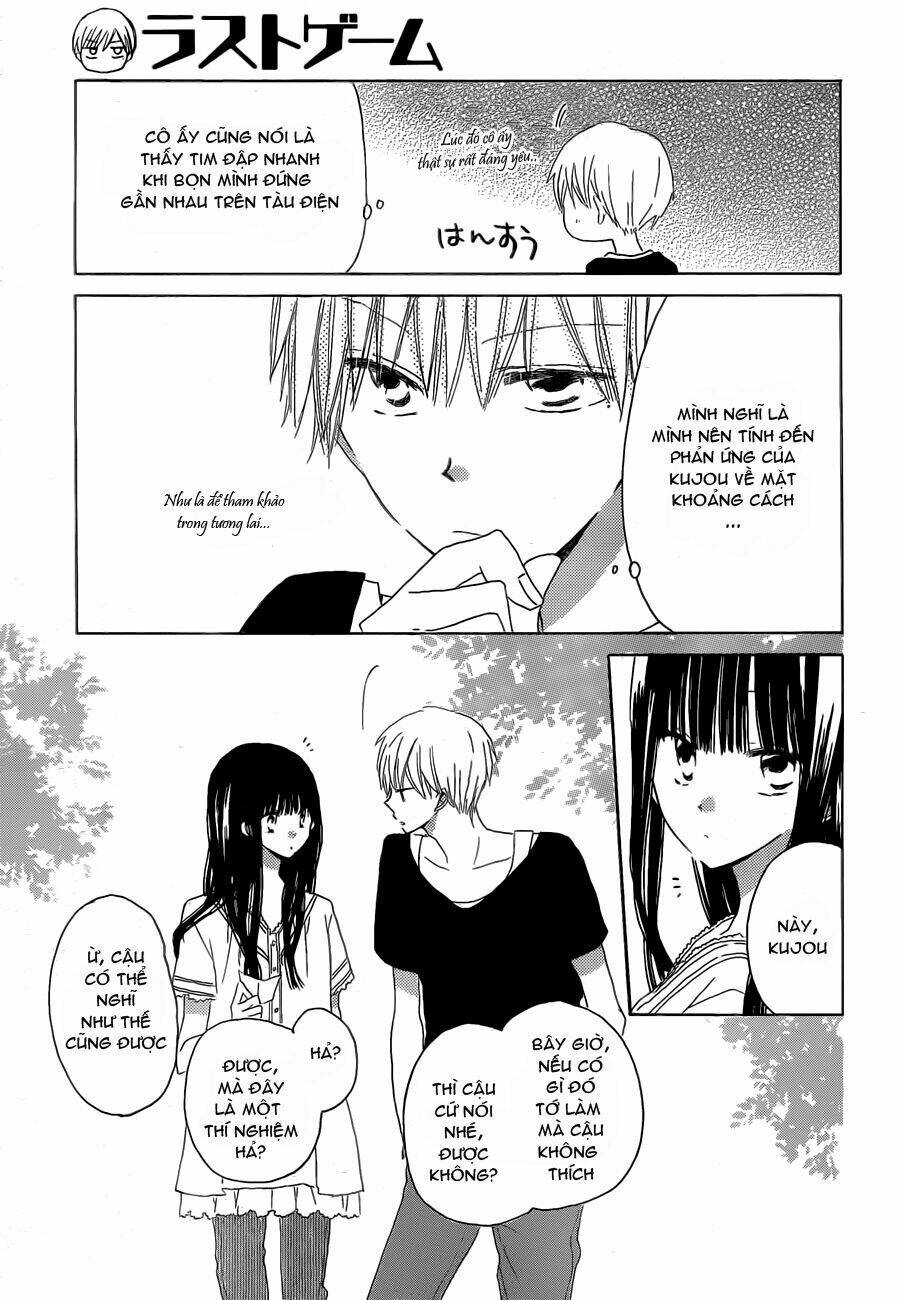 ラストゲーム
Lúc đó cô ấy
thật sự rất đáng yêu..
CÔ ẤY CŨNG NÓI LÀ
THẤY TIM ĐẬP NHANH
KHI BỌN MÌNH ĐỨNG
GẦN NHAU TRÊN TÀU ĐIỆN
はんすう
MÌNH NGHĨ LÀ
MÌNH NÊN TÍNH ĐẾN
PHẢN ỨNG CỦA
KUJOU VỀ MẶT
KHOẢNG CÁCH
...
Như là để tham khảo
trong tương lai...
NÀY,
KUJOU
BÂY GIỜ,
NẾU CÓ
GÌ ĐÓ
TỚ LÀM
MÀ CẬU
KHÔNG
THÍCH
THÌ CẬU
CỨ NÓI
NHÉ,
ĐƯỢC
KHÔNG?
HẢ?
ĐƯỢC,
MÀ ĐÂY
LÀ MỘT
THÍ NGHIỆM
HẢ?
Ừ, CẬU
CÓ THỂ
NGHĨ
NHƯ THẾ
CŨNG ĐƯỢC